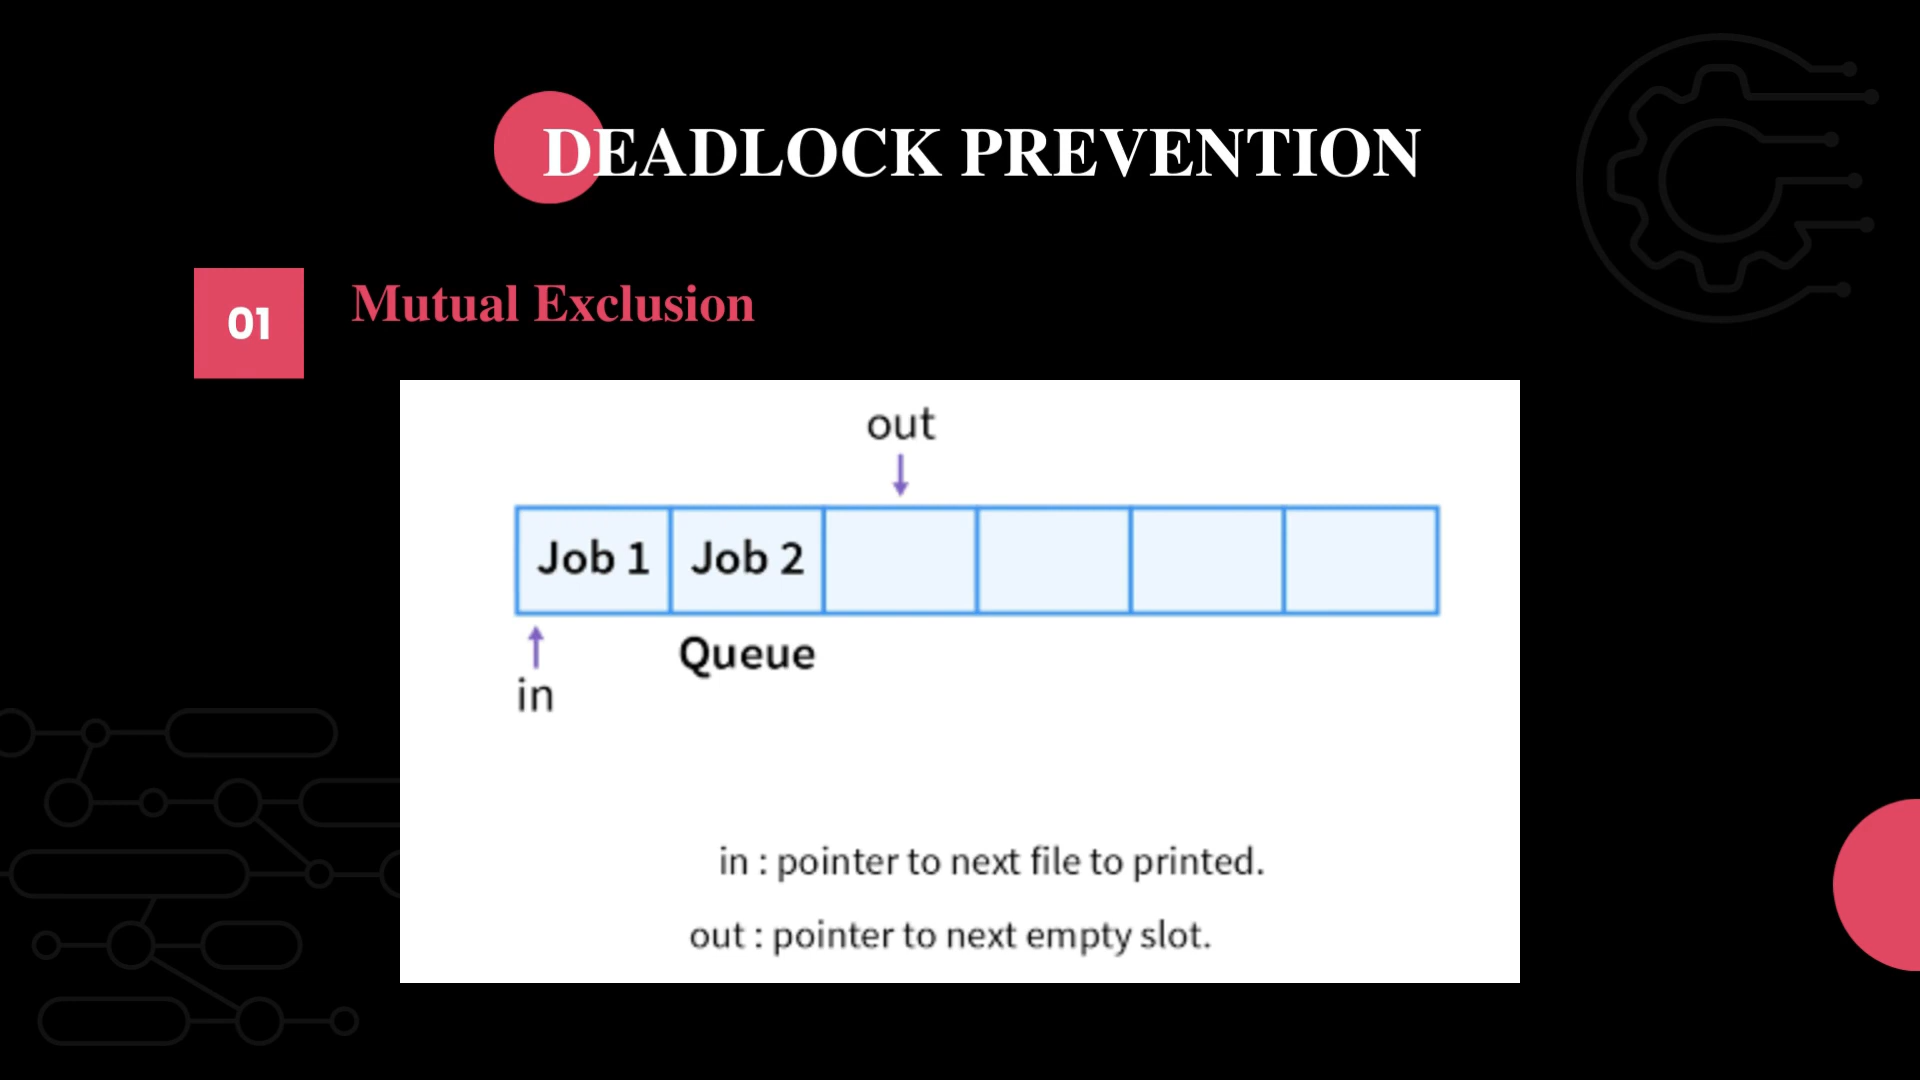 DEADLOCK PREVENTION
01
Mutual Exclusion
out
Job 1 Job 2
Queue
in
in : pointer to next file to printed.
out : pointer to next empty slot.